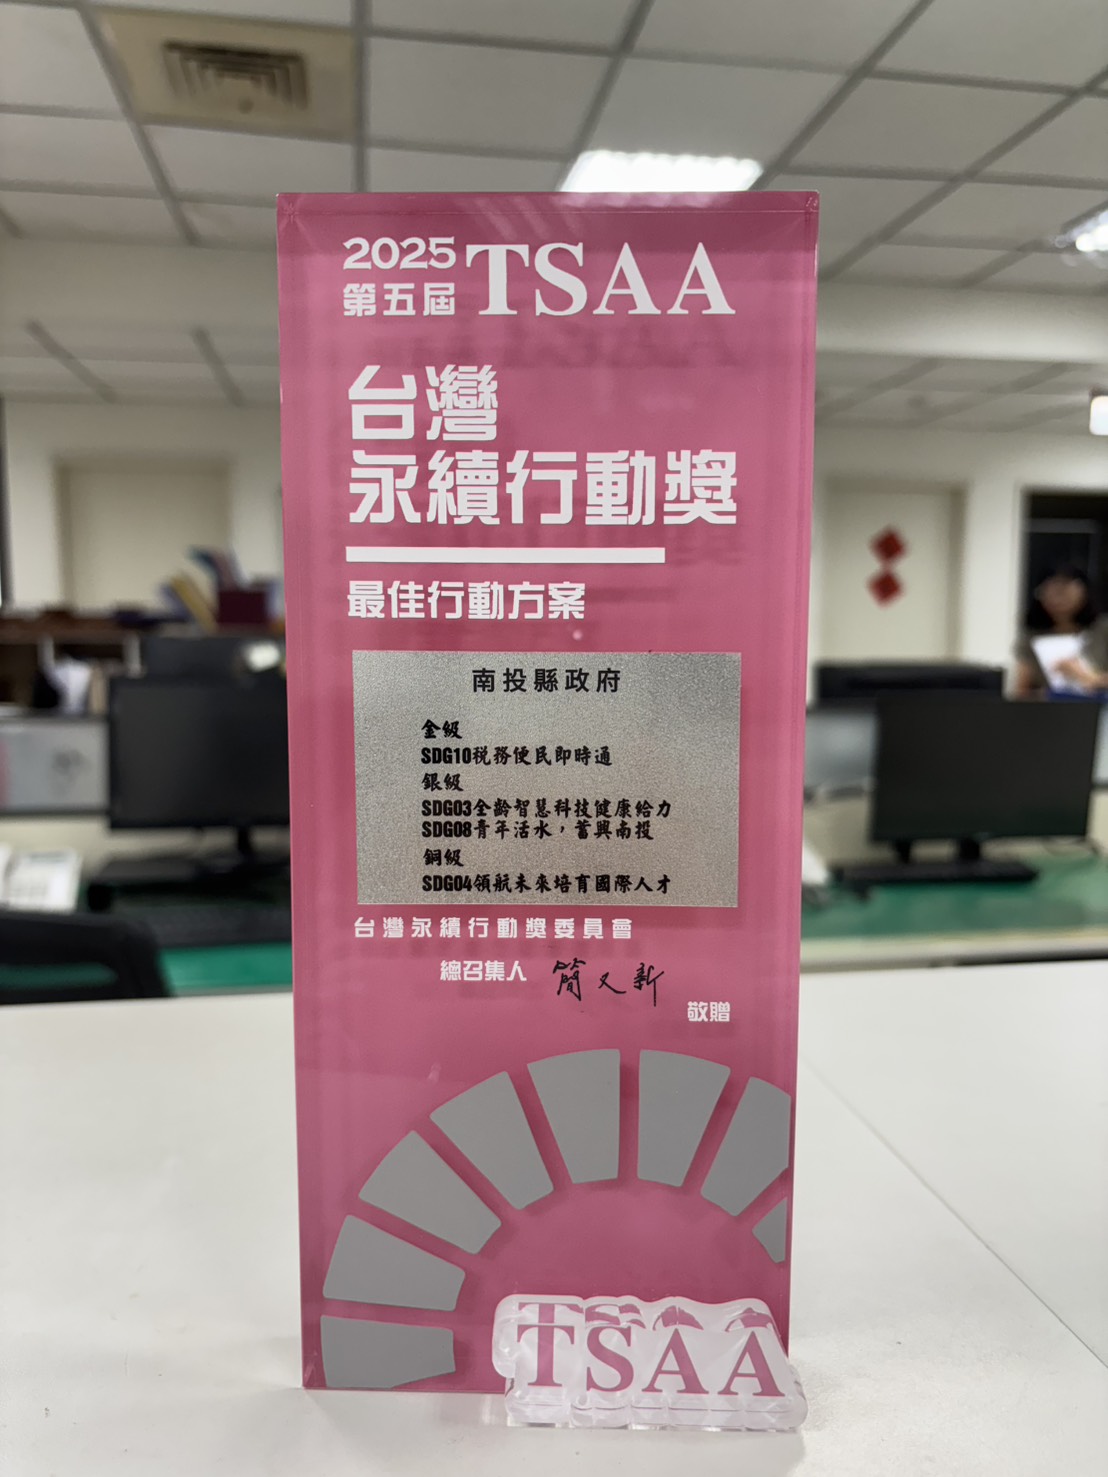 2025 TSAA
第五屆
台灣
永續行動獎
最佳行動方案
南投縣政府
金級
SDG10稅務便民即時通
銀級
SDG03全齡智慧科技健康給力
SDG08青年活水,蓄興南投
銅級
SDG04領航未來培育國際人才
台灣永續行動獎委員會
總召集人 簡又新
敬贈
TSAA